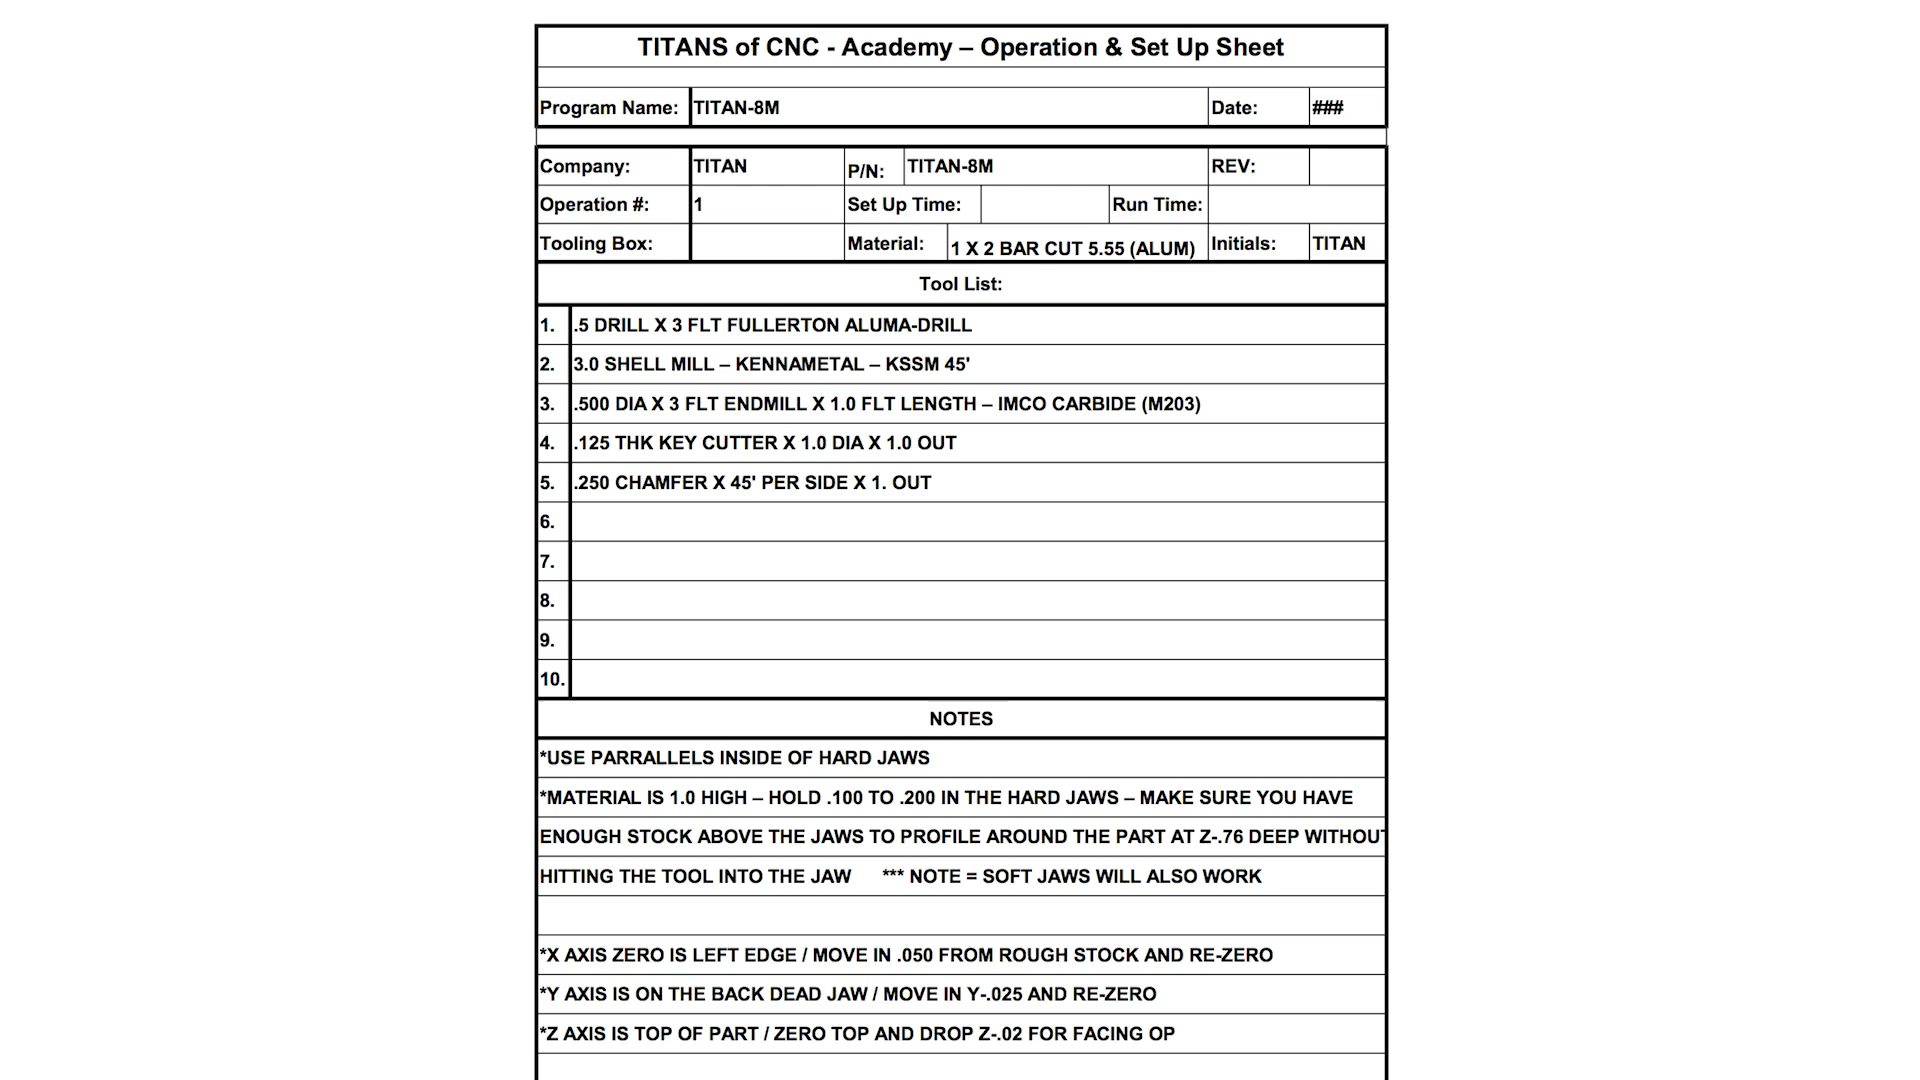 TITANS of CNC - Academy – Operation & Set Up Sheet
Program Name: TITAN-8M Date: ###
Company: TITAN P/N: TITAN-8M REV:
Operation #: 1 Set Up Time: Run Time:
Tooling Box: Material: 1 X 2 BAR CUT 5.55 (ALUM) Initials: TITAN
Tool List:
1. .5 DRILL X 3 FLT FULLERTON ALUMA-DRILL
2. 3.0 SHELL MILL – KENNAMETAL – KSSM 45'
3. .500 DIA X 3 FLT ENDMILL X 1.0 FLT LENGTH – IMCO CARBIDE (M203)
4. .125 THK KEY CUTTER X 1.0 DIA X 1.0 OUT
5. .250 CHAMFER X 45' PER SIDE X 1. OUT
6.
7.
8.
9.
10.
NOTES
*USE PARRALLELS INSIDE OF HARD JAWS
*MATERIAL IS 1.0 HIGH – HOLD .100 TO .200 IN THE HARD JAWS – MAKE SURE YOU HAVE
ENOUGH STOCK ABOVE THE JAWS TO PROFILE AROUND THE PART AT Z-.76 DEEP WITHOUT
HITTING THE TOOL INTO THE JAW *** NOTE = SOFT JAWS WILL ALSO WORK
*X AXIS ZERO IS LEFT EDGE / MOVE IN .050 FROM ROUGH STOCK AND RE-ZERO
*Y AXIS IS ON THE BACK DEAD JAW / MOVE IN Y-.025 AND RE-ZERO
*Z AXIS IS TOP OF PART / ZERO TOP AND DROP Z-.02 FOR FACING OP